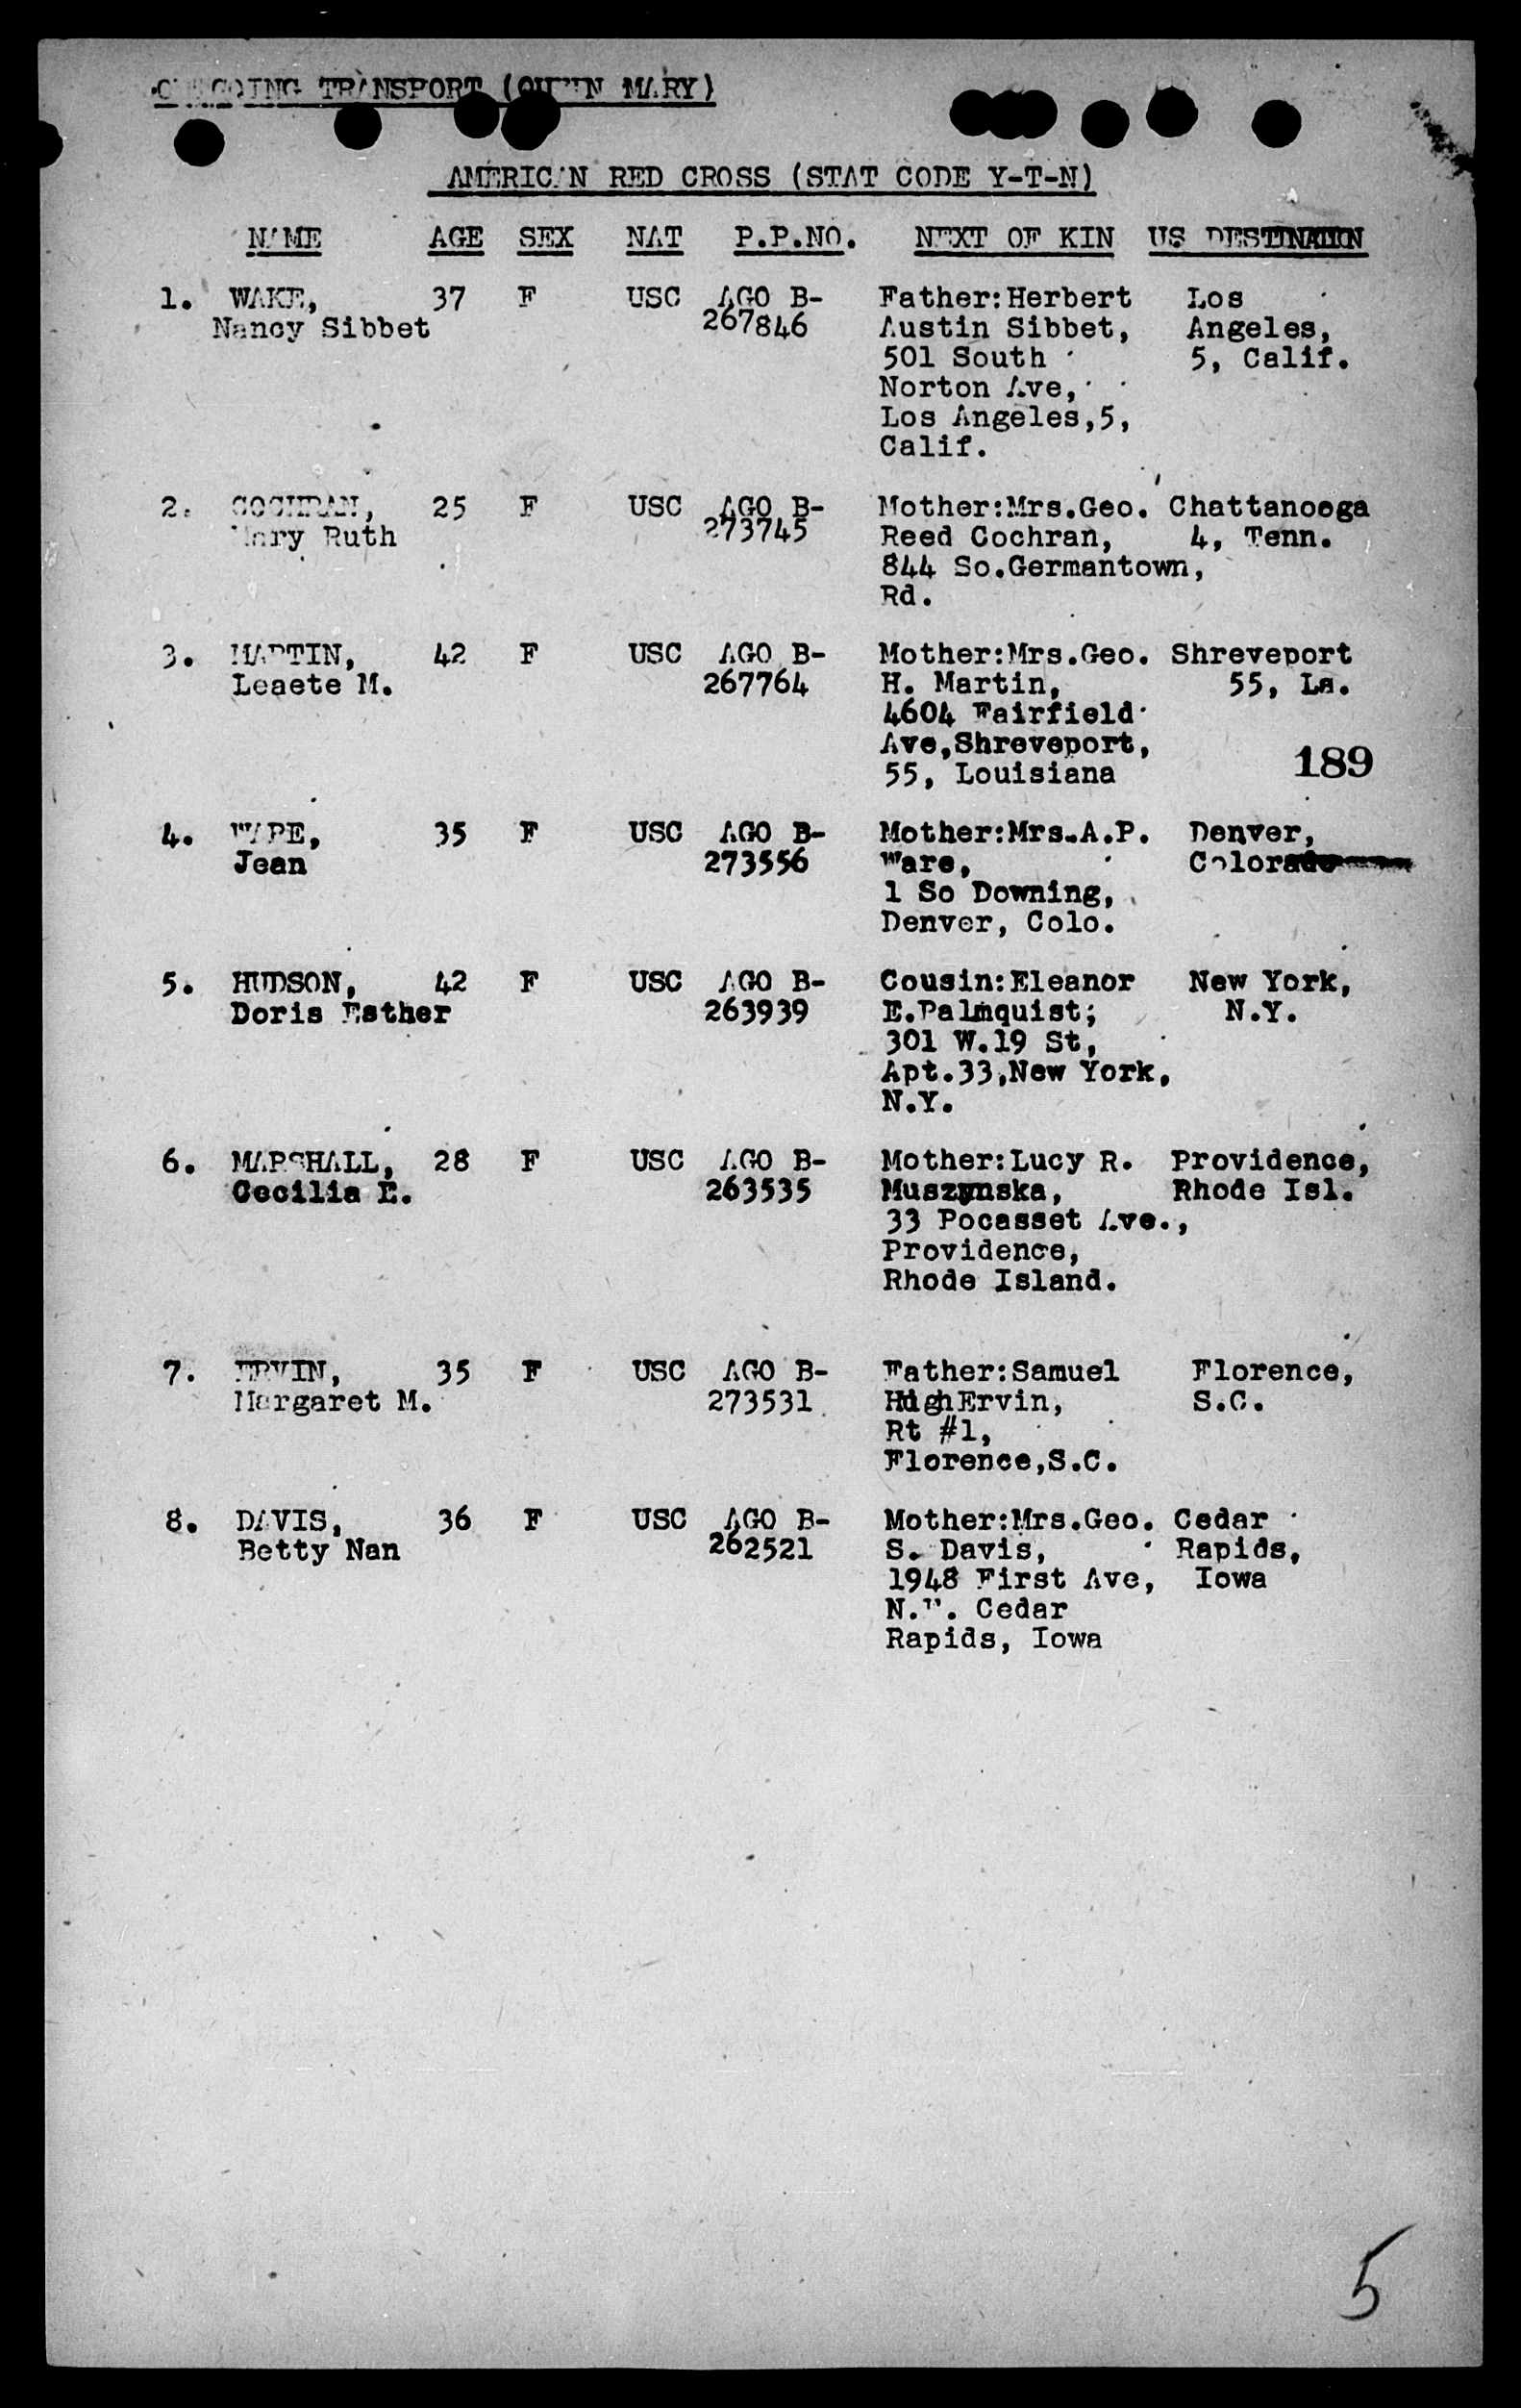 OUTGOING TRANSPORT (QUEEN MARY)
AMERICAN RED CROSS (STAT CODE Y-T-N)
NAME AGE SEX NAT P.P.NO. NEXT OF KIN US DESTINATION
1. WAKE, 37 F USC AGO B- Father:Herbert Los
Nancy Sibbet 267846 Austin Sibbet, Angeles,
501 South 5, Calif.
Norton Ave,
Los Angeles,5,
Calif.
2. COCHRAN, 25 F USC AGO B- Mother:Mrs.Geo. Chattanooga
Mary Ruth 273745 Reed Cochran, 4, Tenn.
844 So.Germantown,
Rd.
3. MARTIN, 42 F USC AGO B- Mother:Mrs.Geo. Shreveport
Leaete M. 267764 H. Martin, 55, La.
4604 Fairfield
Ave,Shreveport,
55, Louisiana 189
4. WARE, 35 F USC AGO B- Mother:Mrs.A.P. Denver,
Jean 273556 Ware, Colorado
1 So Downing,
Denver, Colo.
5. HUDSON, 42 F USC AGO B- Cousin:Eleanor New York,
Doris Esther 263939 E.Palmquist; N.Y.
301 W.19 St,
Apt.33,New York,
N.Y.
6. MARSHALL, 28 F USC AGO B- Mother:Lucy R. Providence,
Cecilia E. 263535 Muszynska, Rhode Isl.
33 Pocasset Ave.,
Providence,
Rhode Island.
7. ERVIN, 35 F USC AGO B- Father:Samuel Florence,
Margaret M. 273531 HughErvin, S.C.
Rt #1,
Florence,S.C.
8. DAVIS, 36 F USC AGO B- Mother:Mrs.Geo. Cedar
Betty Nan 262521 S. Davis, Rapids,
1948 First Ave, Iowa
Cedar
Rapids, Iowa
5